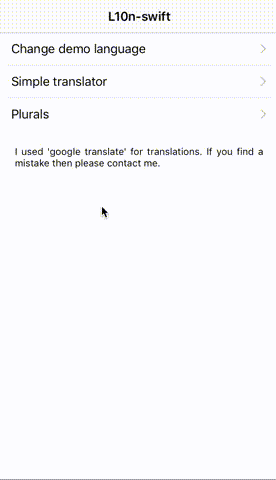 L10n-swift
Change demo language
Simple translator
Plurals
I used 'google translate' for translations. If you find a
mistake then please contact me.